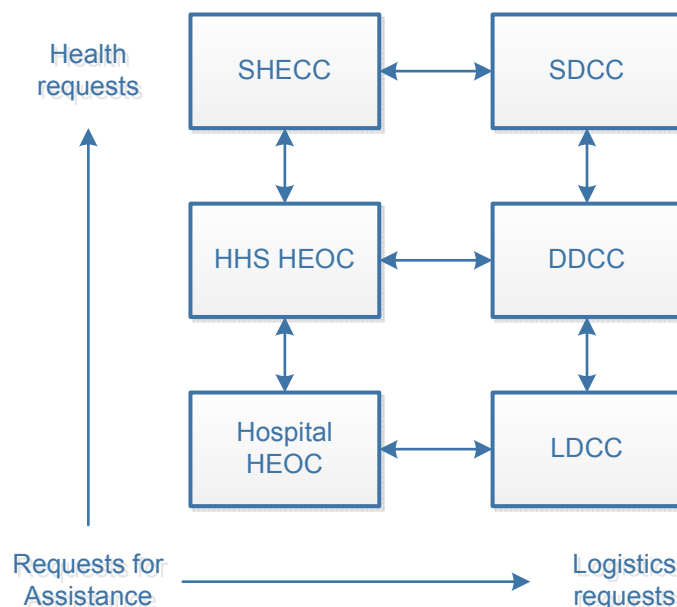 Health
requests
SHECC
SDCC
HHS HEOC
DDCC
Hospital
HEOC
LDCC
Requests for
Assistance
Logistics
requests